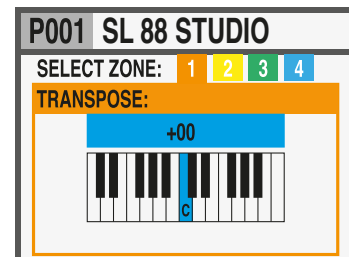 P001 SL 88 STUDIO
SELECT ZONE: 1 2 3 4
TRANSPOSE:
+00
C